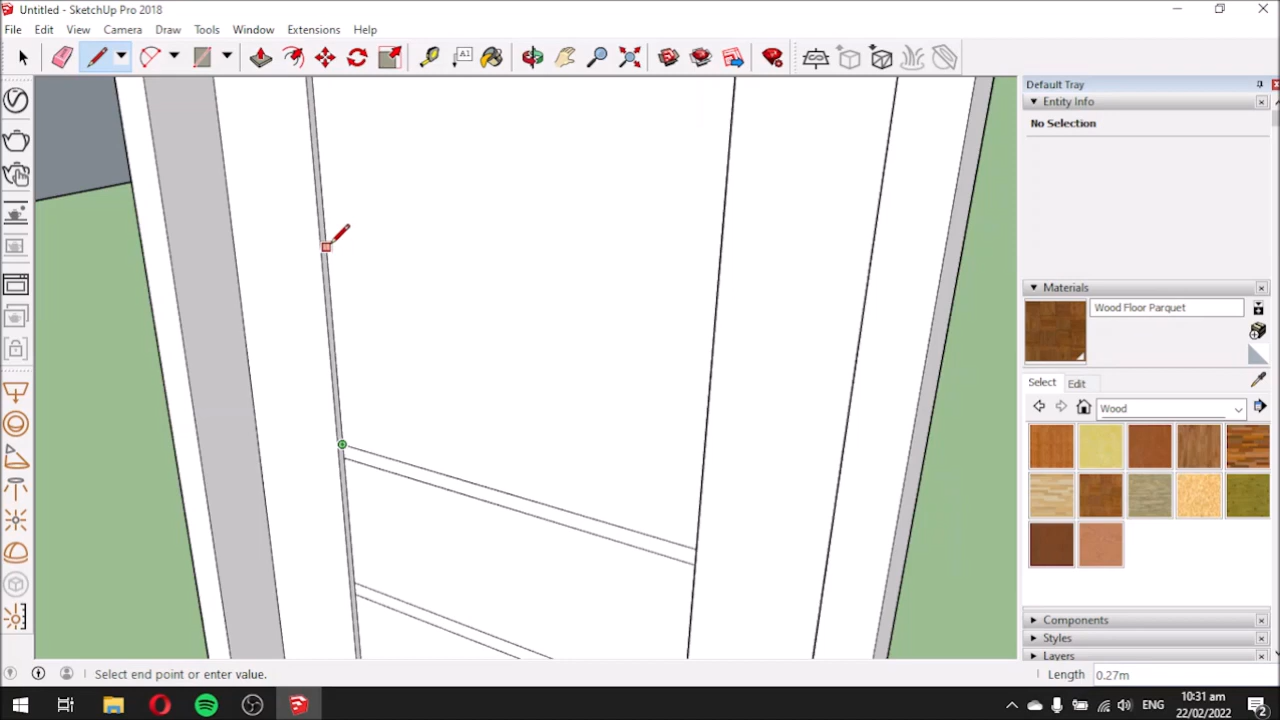 Untitled - SketchUp Pro 2018
File Edit View Camera Draw Tools Window Extensions Help
A1
Default Tray
Entity Info
No Selection
Materials
Wood Floor Parquet
Select Edit
Wood
Components
Styles
Layers
Select end point or enter value.
Length 0.27m
ENG
10:31 am
22/02/2022
2